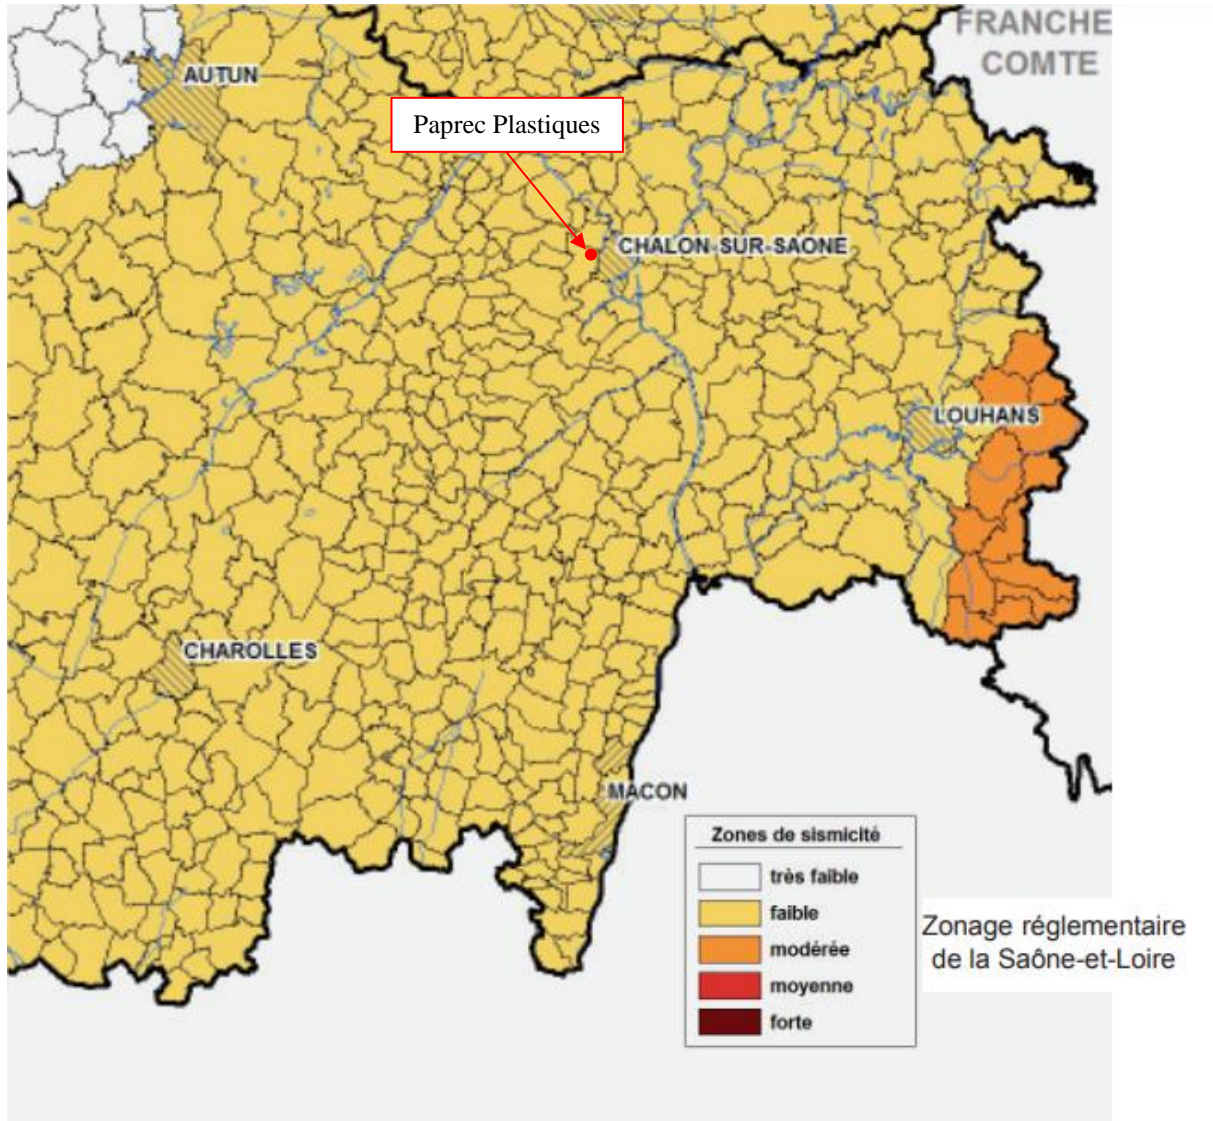 FRANCHE
COMTE
AUTUN
Paprec Plastiques
CHALON-SUR-SAONE
LOUHANS
CHAROLLES
MACON
Zones de sismicité
très faible
faible
modérée
moyenne
forte
Zonage réglementaire
de la Saône-et-Loire